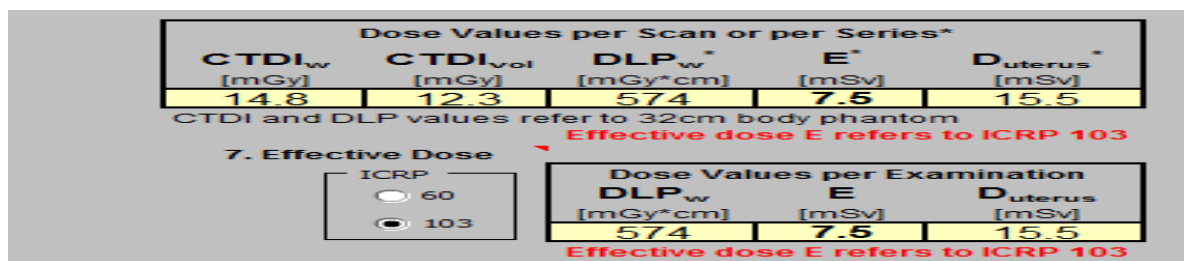 Dose Values per Scan or per Series*
CTDIw CTDIvol DLPw* E* Duterus*
[mGy] [mGy] [mGy*cm] [mSv] [mSv]
14.8 12.3 574 7.5 15.5
CTDI and DLP values refer to 32cm body phantom
Effective dose E refers to ICRP 103
7. Effective Dose
ICRP
60
103
Dose Values per Examination
DLPw E Duterus
[mGy*cm] [mSv] [mSv]
574 7.5 15.5
Effective dose E refers to ICRP 103